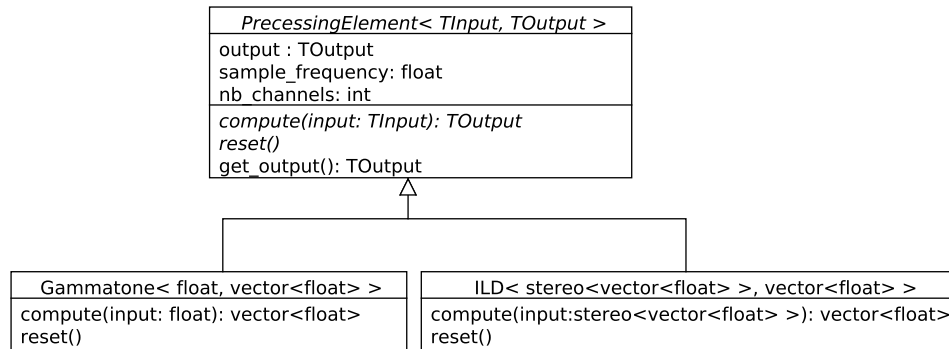 PrecessingElement< TInput, TOutput >
output : TOutput
sample_frequency: float
nb_channels: int
compute(input: TInput): TOutput
reset()
get_output(): TOutput
Gammatone< float, vector<float> >
compute(input: float): vector<float>
reset()
ILD< stereo<vector<float> >, vector<float> >
compute(input:stereo<vector<float> >): vector<float>
reset()